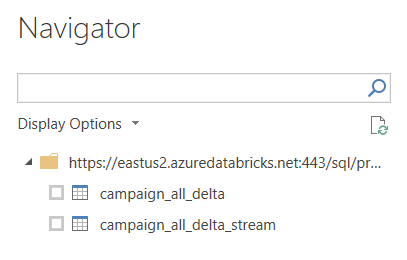 Navigator
Display Options
https://eastus2.azuredatabricks.net:443/sql/pr...
campaign_all_delta
campaign_all_delta_stream